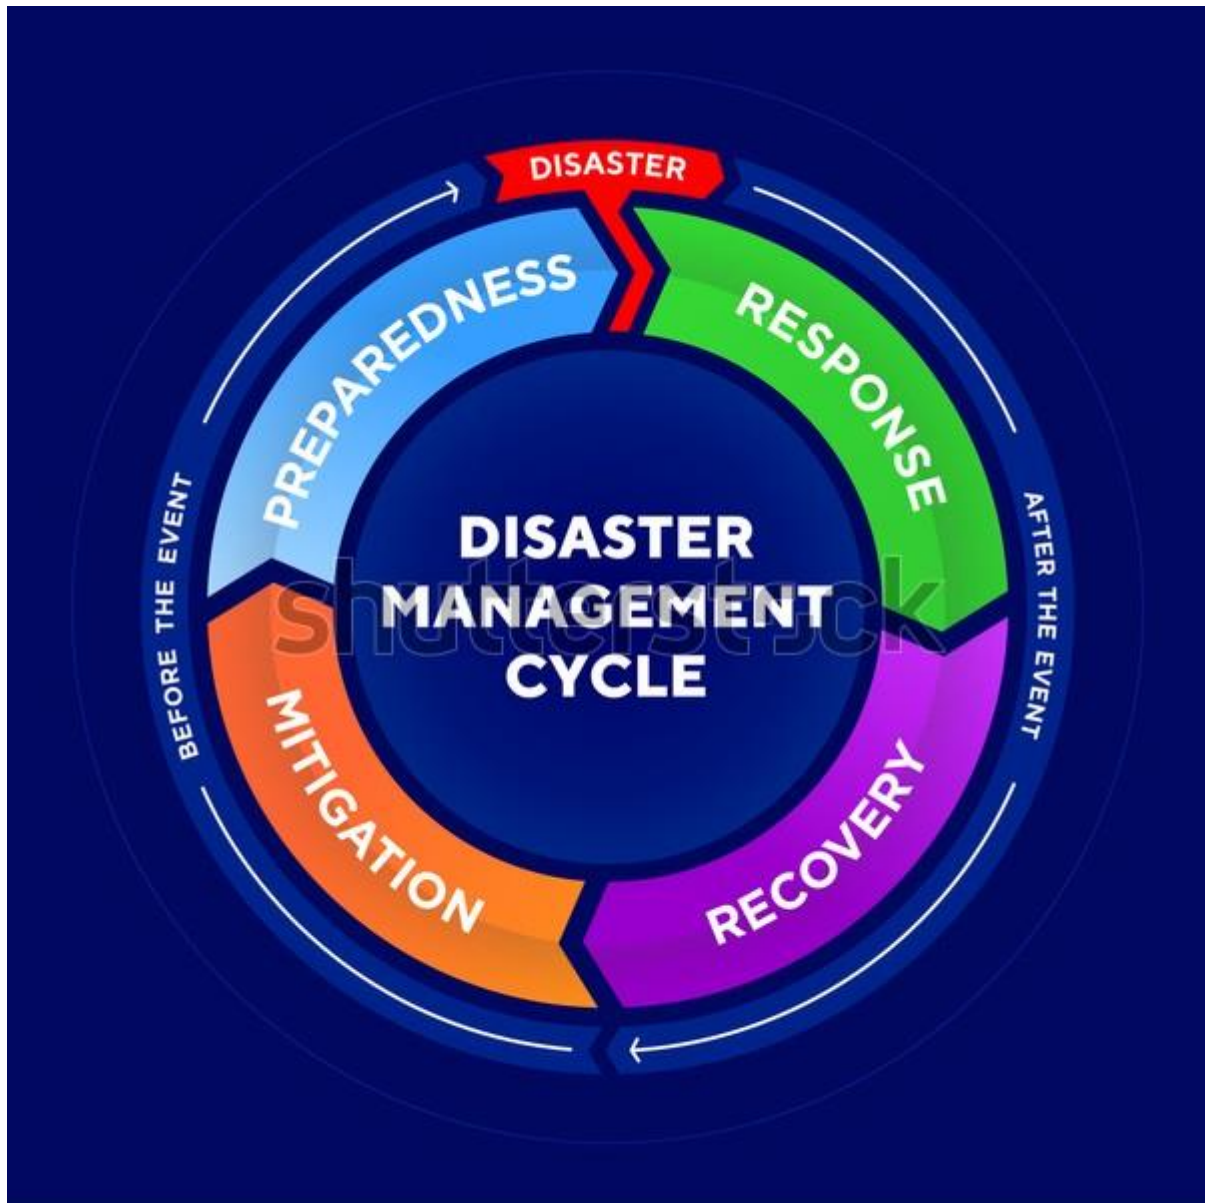 DISASTER
PREPAREDNESS
RESPONSE
BEFORE THE EVENT
AFTER THE EVENT
DISASTER
MANAGEMENT
CYCLE
shutterstock
MITIGATION
RECOVERY